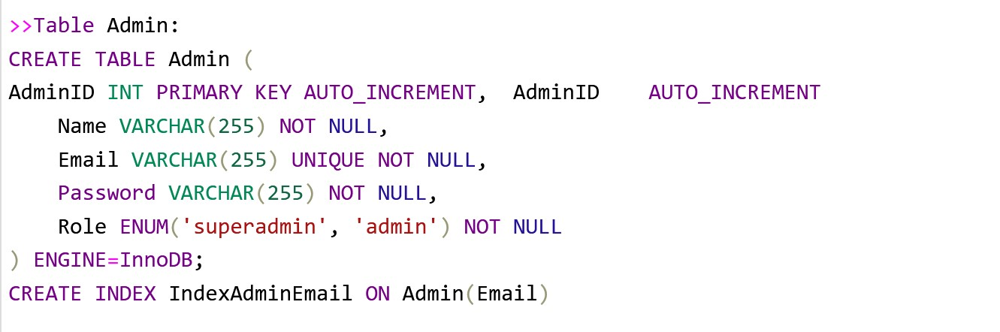 >>Table Admin:
CREATE TABLE Admin (
AdminID INT PRIMARY KEY AUTO_INCREMENT,  AdminID    AUTO_INCREMENT
    Name VARCHAR(255) NOT NULL,
    Email VARCHAR(255) UNIQUE NOT NULL,
    Password VARCHAR(255) NOT NULL,
    Role ENUM('superadmin', 'admin') NOT NULL
) ENGINE=InnoDB;
CREATE INDEX IndexAdminEmail ON Admin(Email)